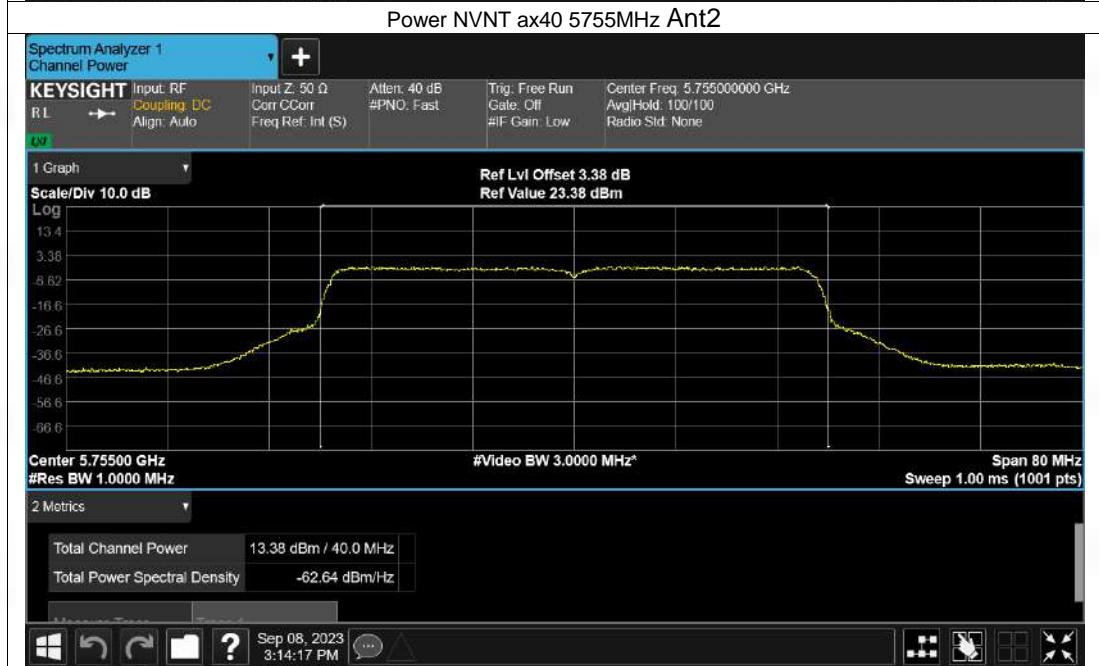 Power NVNT ax40 5755MHz Ant2
Spectrum Analyzer 1
Channel Power
KEYSIGHT
RL
Input: RF
Coupling: DC
Align: Auto
Input Z: 50 Ω
Corr CCorr
Freq Ref: Int (S)
Atten: 40 dB
#PNO: Fast
Trig: Free Run
Gate: Off
#IF Gain: Low
Center Freq: 5.755000000 GHz
Avg|Hold: 100/100
Radio Std: None
1 Graph
Scale/Div 10.0 dB
Ref Lvl Offset 3.38 dB
Ref Value 23.38 dBm
Log
13.4
3.38
-6.62
-16.6
-26.6
-36.6
-46.6
-56.6
-66.6
Center 5.75500 GHz
#Video BW 3.0000 MHz*
Span 80 MHz
#Res BW 1.0000 MHz
Sweep 1.00 ms (1001 pts)
2 Metrics
Total Channel Power 13.38 dBm / 40.0 MHz
Total Power Spectral Density -62.64 dBm/Hz
Sep 08, 2023
3:14:17 PM